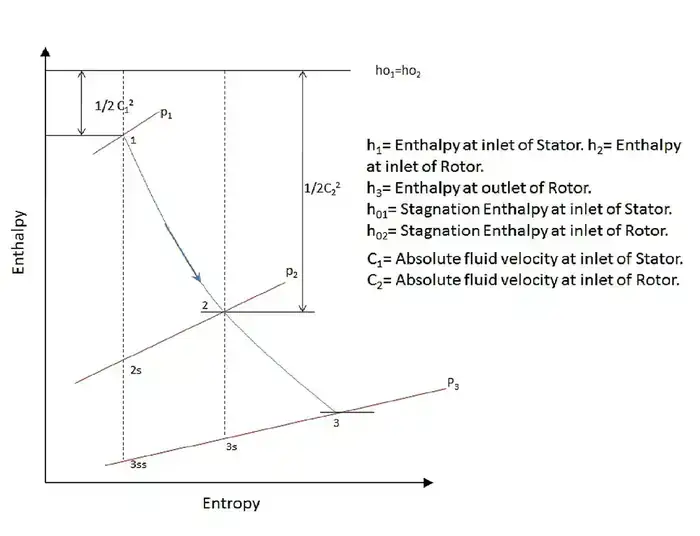 ho₁=ho₂
1/2 C₁²
p₁
1
h₁= Enthalpy at inlet of Stator. h₂= Enthalpy
at inlet of Rotor.
h₃= Enthalpy at outlet of Rotor.
h₀₁= Stagnation Enthalpy at inlet of Stator.
h₀₂= Stagnation Enthalpy at inlet of Rotor.
C₁= Absolute fluid velocity at inlet of Stator.
C₂= Absolute fluid velocity at inlet of Rotor.
1/2C₂²
Enthalpy
p₂
2
2s
P₃
3
3s
3ss
Entropy